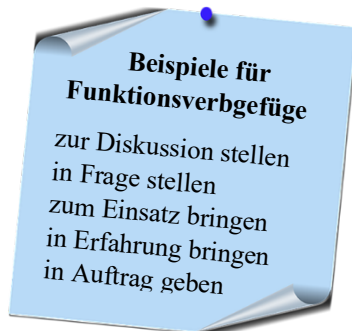 Beispiele für
Funktionsverbgefüge
zur Diskussion stellen
in Frage stellen
zum Einsatz bringen
in Erfahrung bringen
in Auftrag geben